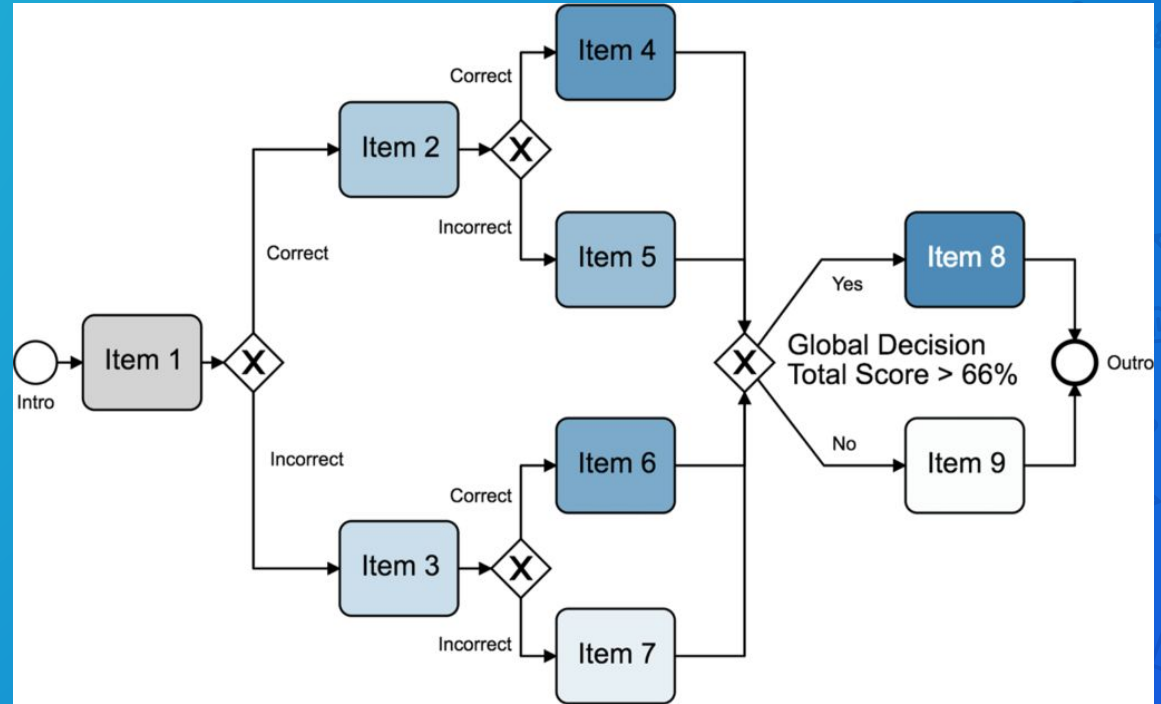 Item 4
Correct
Item 2
X
Incorrect
Item 5
Correct
Item 8
Yes
Item 1
X
Intro
X
Global Decision
Total Score > 66%
Outro
Incorrect
No
Item 6
Item 9
Correct
Item 3
X
Incorrect
Item 7